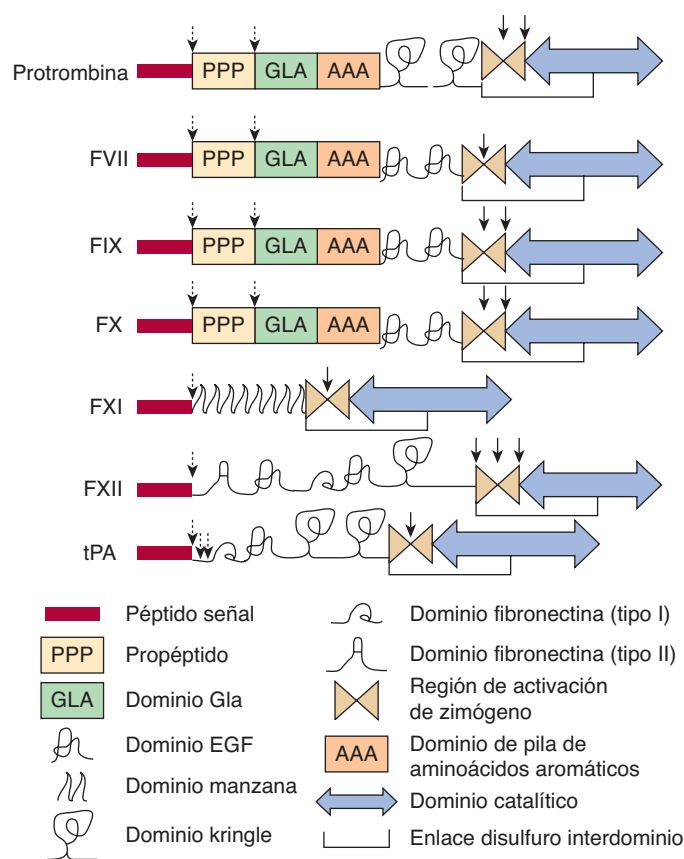 Protrombina PPP GLA AAA
FVII PPP GLA AAA
FIX PPP GLA AAA
FX PPP GLA AAA
FXI
FXII
tPA
Péptido señal
PPP Propéptido
GLA Dominio Gla
Dominio EGF
Dominio manzana
Dominio kringle
Dominio fibronectina (tipo I)
Dominio fibronectina (tipo II)
Región de activación
de zimógeno
AAA Dominio de pila de
aminoácidos aromáticos
Dominio catalítico
Enlace disulfuro interdominio